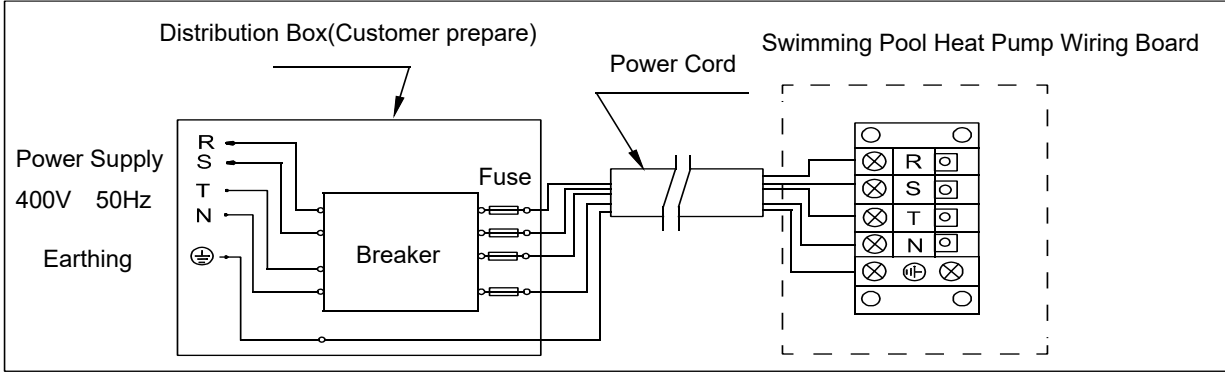 Distribution Box(Customer prepare)
Swimming Pool Heat Pump Wiring Board
Power Cord
Power Supply
400V 50Hz
Earthing
R
S
T
N
Fuse
Breaker
R
S
T
N